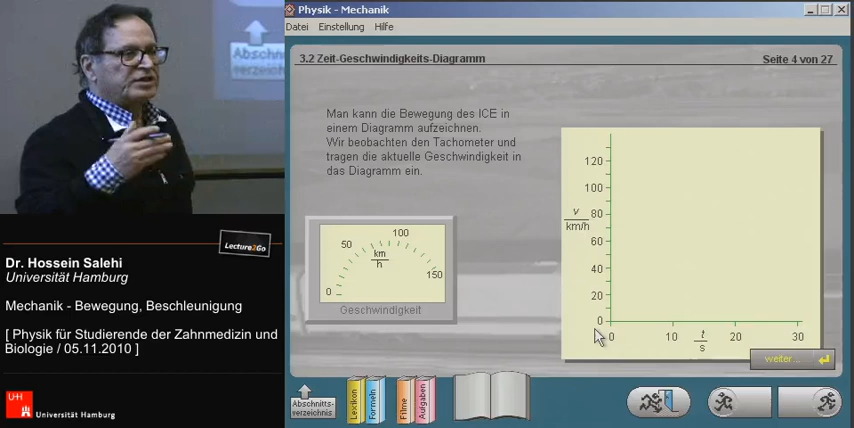 Abschn
verzeich
Lecture2Go
Dr. Hossein Salehi
Universität Hamburg
Mechanik - Bewegung, Beschleunigung
[ Physik für Studierende der Zahnmedizin und
Biologie / 05.11.2010 ]
UHH
Universität Hamburg
Physik - Mechanik
Datei Einstellung Hilfe
3.2 Zeit-Geschwindigkeits-Diagramm
Seite 4 von 27
Man kann die Bewegung des ICE in
einem Diagramm aufzeichnen.
Wir beobachten den Tachometer und
tragen die aktuelle Geschwindigkeit in
das Diagramm ein.
0 50 100 150
km
h
Geschwindigkeit
120
100
80
60
40
20
0
v
km/h
0 10 20 30
t
s
weiter...
Abschnitts-
verzeichnis
Lexikon
Formeln
Filme
Aufgaben